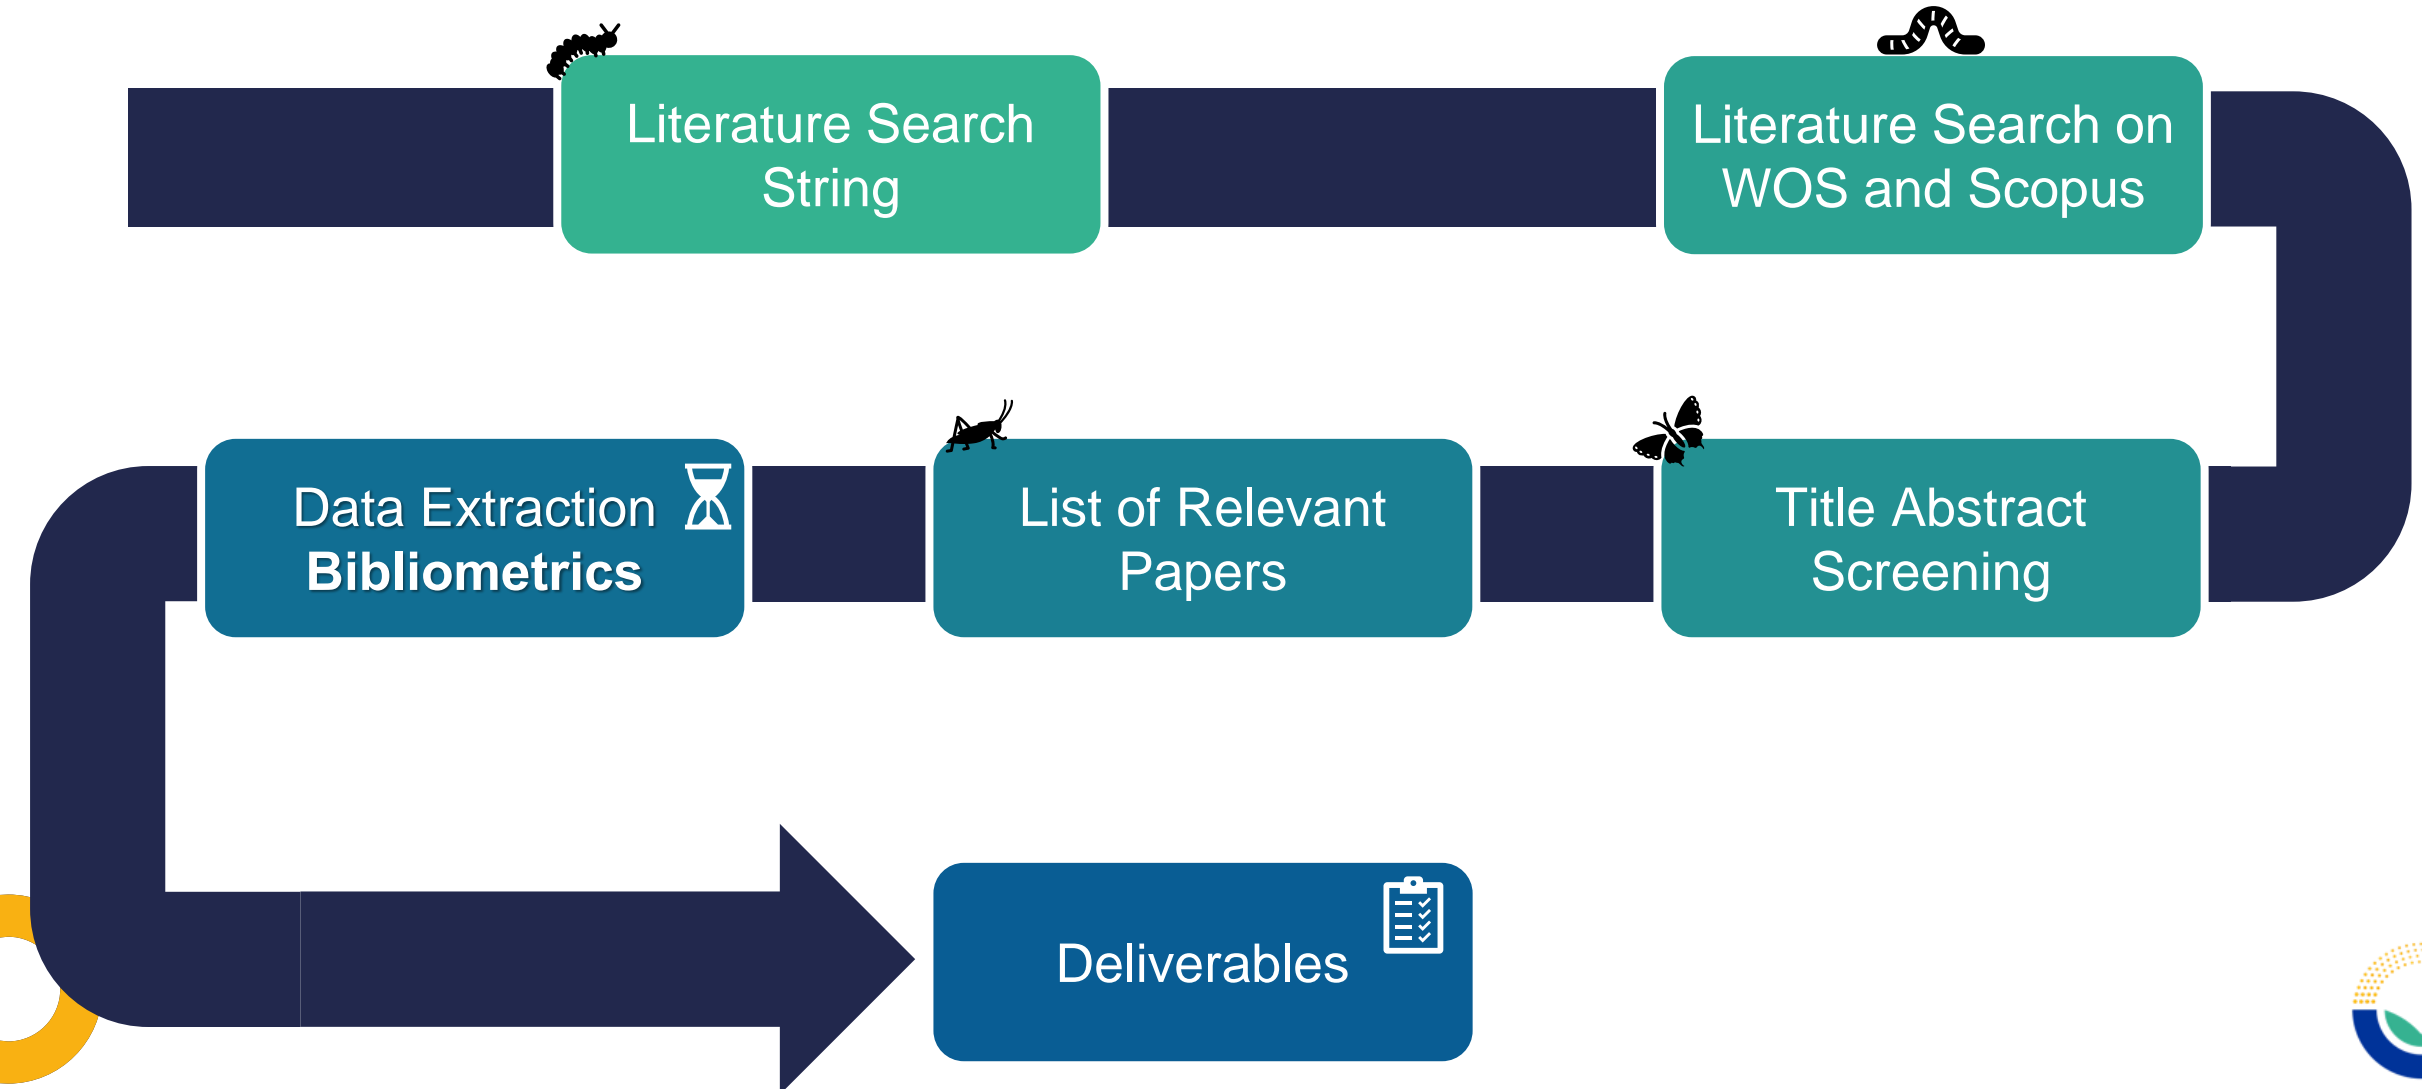 Literature Search
String
Literature Search on
WOS and Scopus
Title Abstract
Screening
List of Relevant
Papers
Data Extraction
Bibliometrics
Deliverables